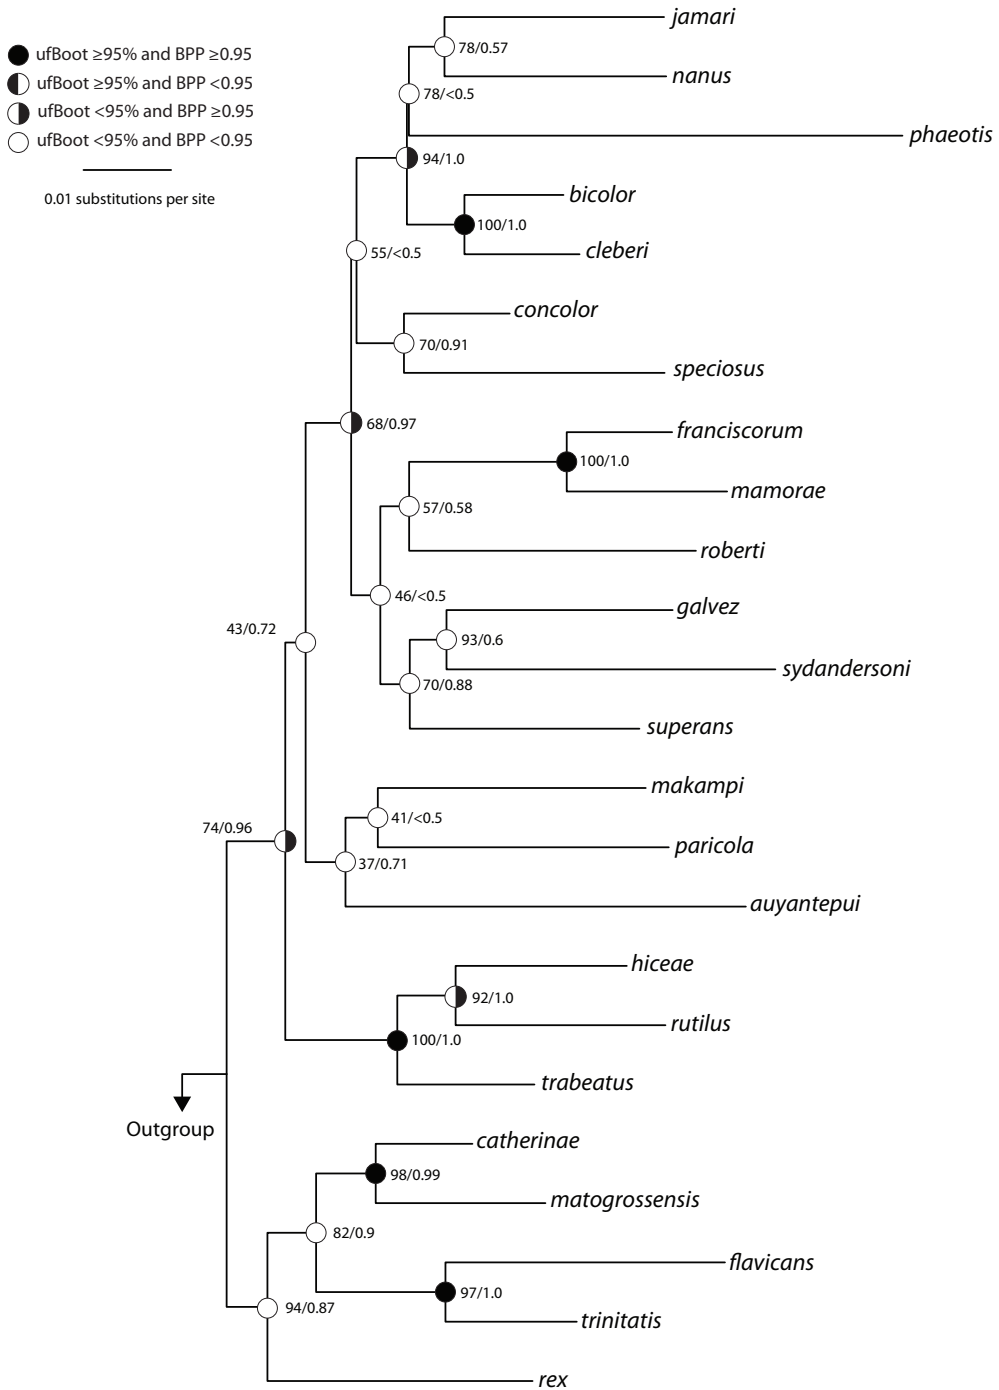 jamari
ufBoot ≥95% and BPP ≥0.95
78/0.57
nanus
ufBoot ≥95% and BPP <0.95
78/<0.5
ufBoot <95% and BPP ≥0.95
phaeotis
ufBoot <95% and BPP <0.95
94/1.0
0.01 substitutions per site
bicolor
100/1.0
cleberi
55/<0.5
concolor
70/0.91
speciosus
68/0.97
franciscorum
100/1.0
mamorae
57/0.58
roberti
46/<0.5
galvez
43/0.72
93/0.6
sydandersoni
70/0.88
superans
makampi
41/<0.5
74/0.96
paricola
37/0.71
auyantepui
hiceae
92/1.0
rutilus
100/1.0
trabeatus
Outgroup
catherinae
98/0.99
matogrossensis
82/0.9
flavicans
97/1.0
94/0.87
trinitatis
rex